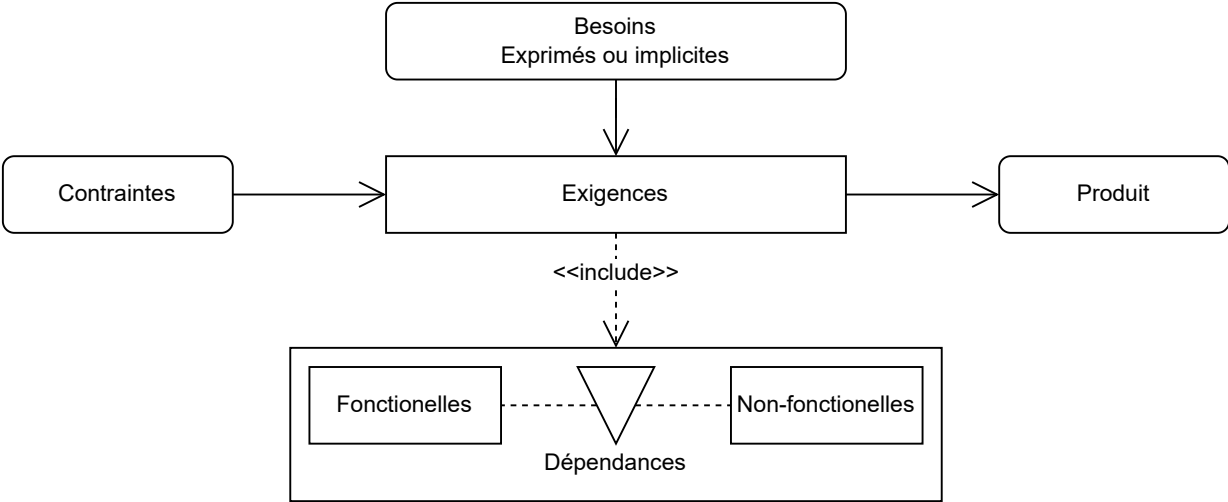 Besoins
Exprimés ou implicites
Contraintes
Exigences
Produit
<<include>>
Fonctionelles
Non-fonctionelles
Dépendances